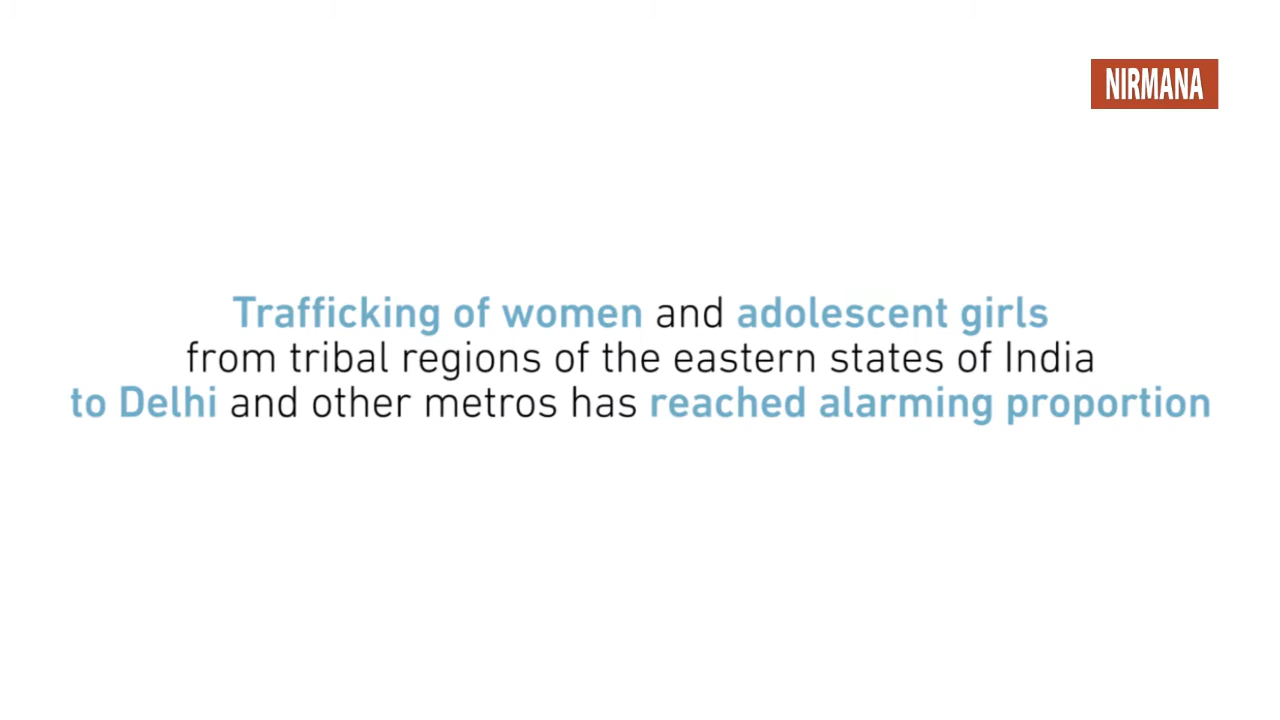 NIRMANA
Trafficking of women and adolescent girls
from tribal regions of the eastern states of India
to Delhi and other metros has reached alarming proportion